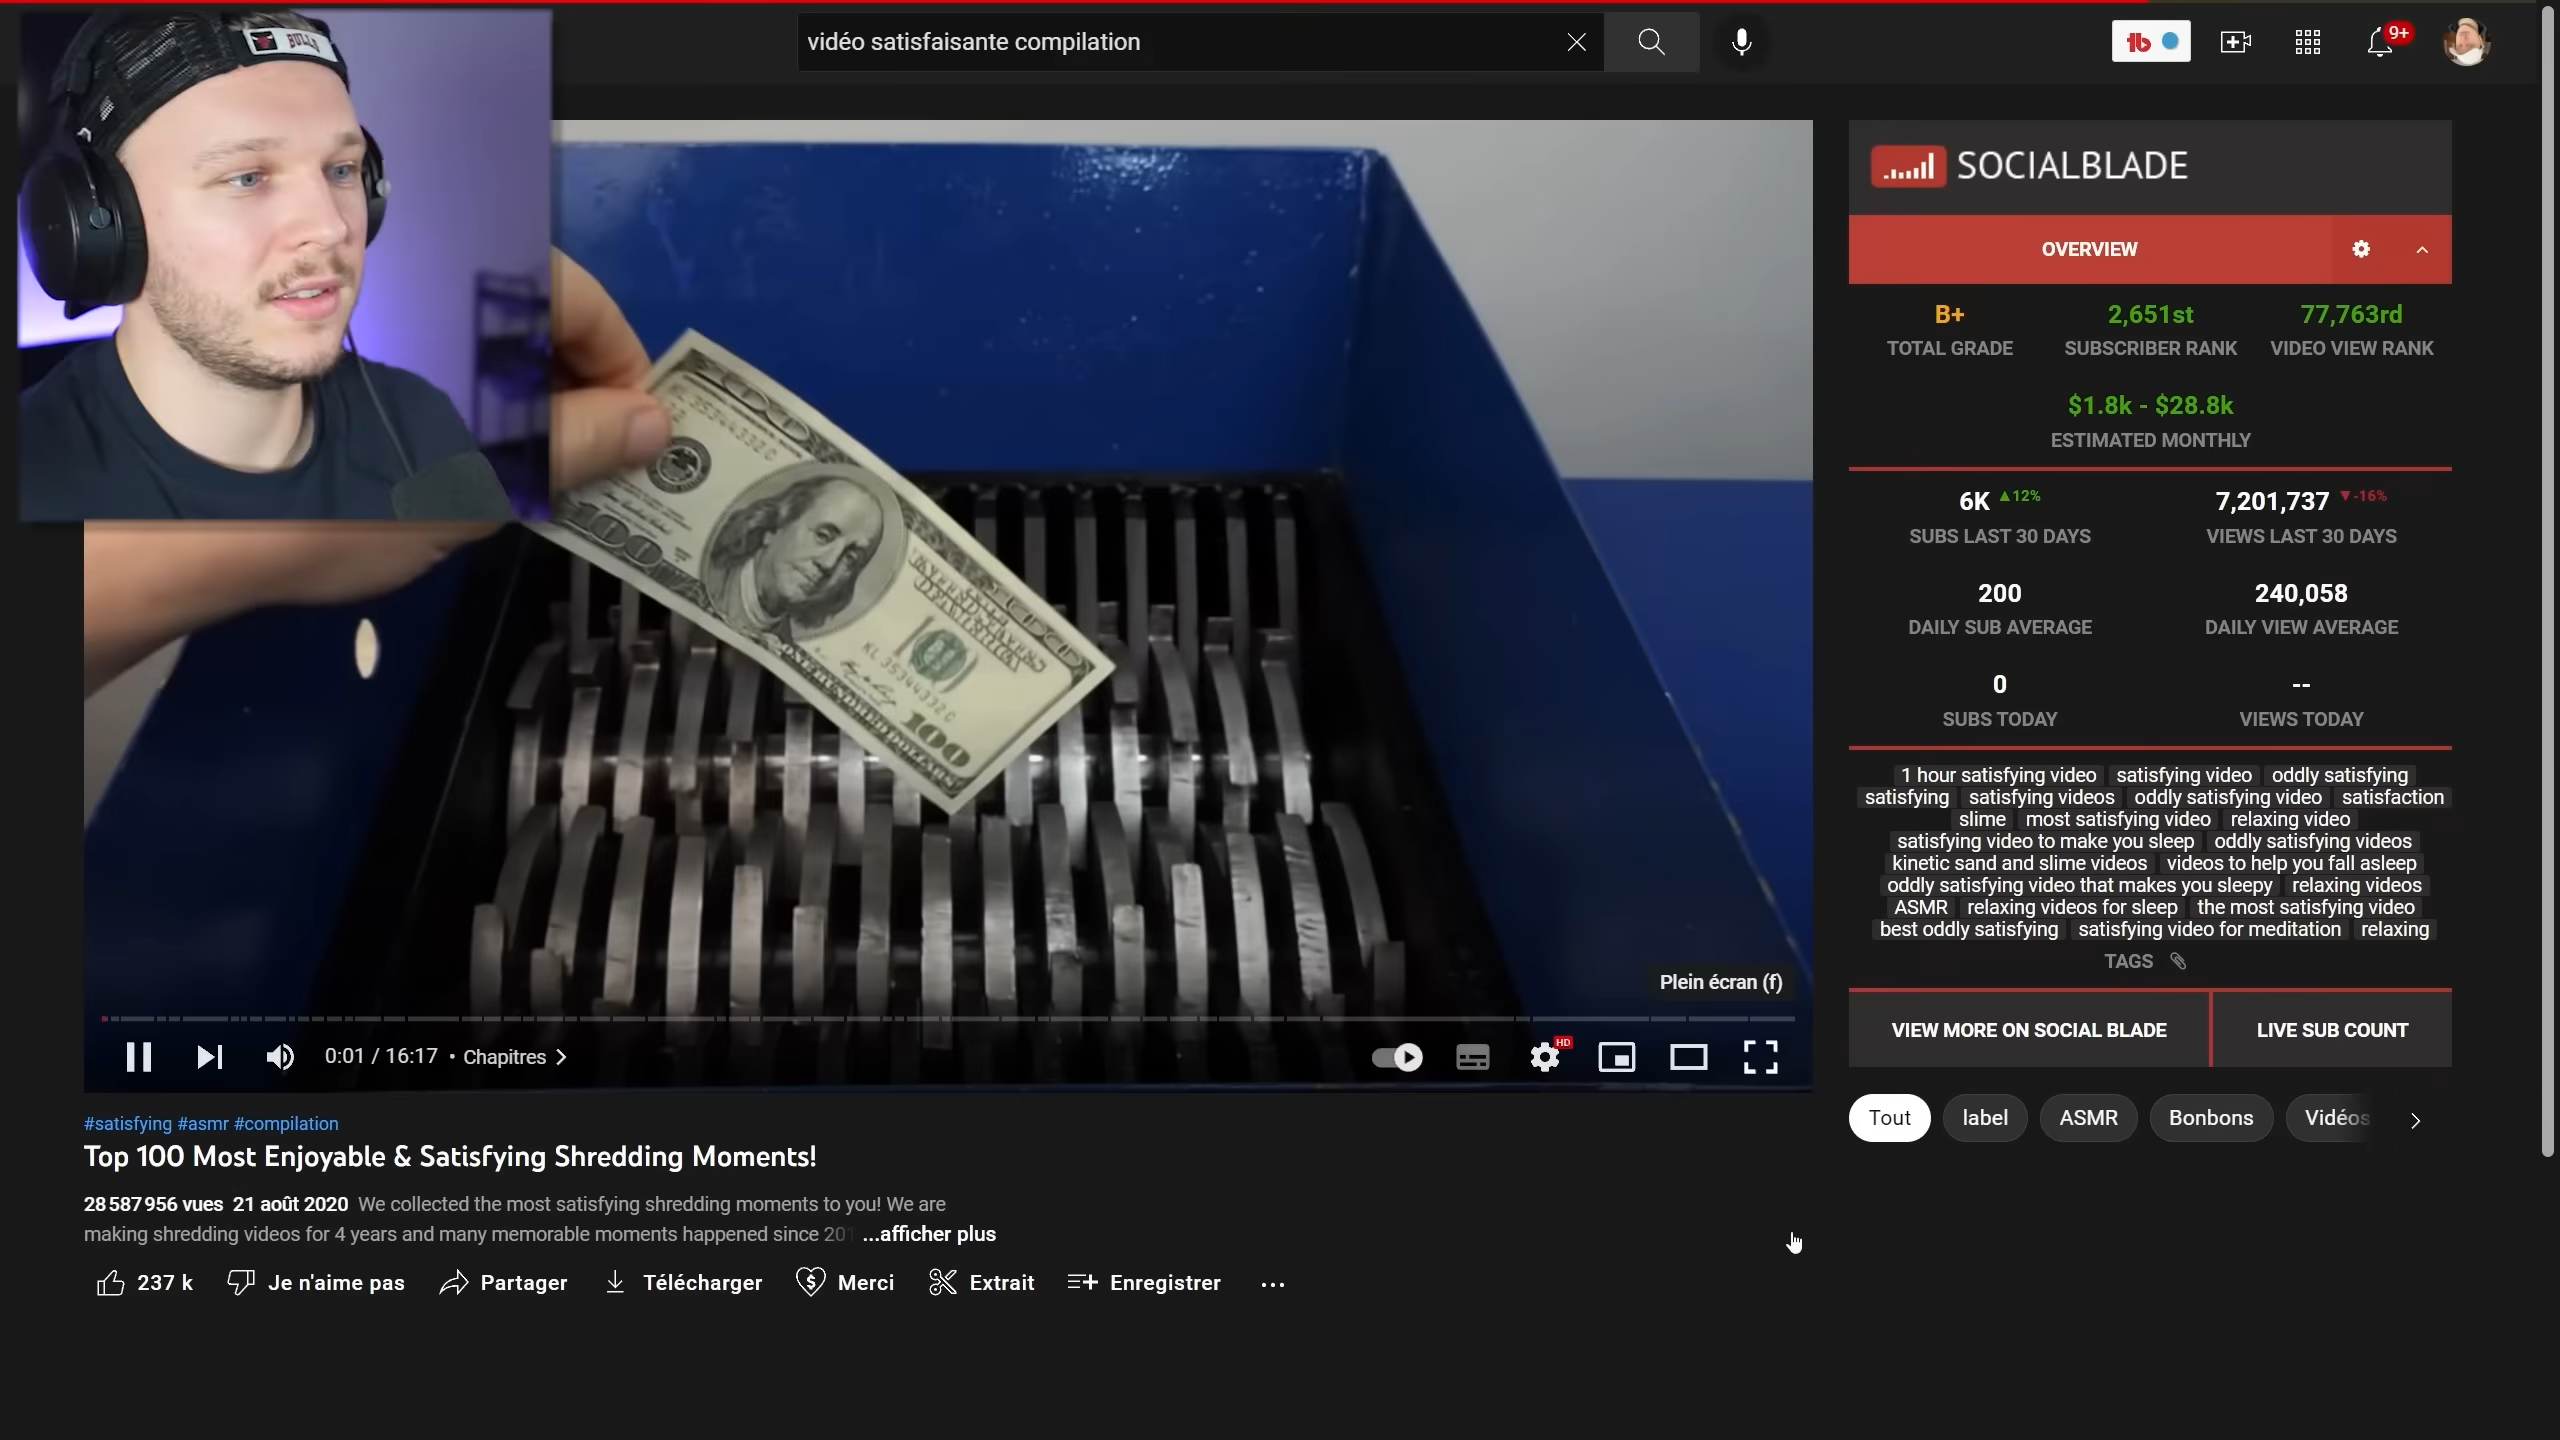 BULLS
vidéo satisfaisante compilation
9+
SOCIALBLADE
OVERVIEW
B+ 2,651st 77,763rd
TOTAL GRADE SUBSCRIBER RANK VIDEO VIEW RANK
$1.8k - $28.8k
ESTIMATED MONTHLY
6K ▲12% 7,201,737 ▼-16%
SUBS LAST 30 DAYS VIEWS LAST 30 DAYS
200 240,058
DAILY SUB AVERAGE DAILY VIEW AVERAGE
0 --
SUBS TODAY VIEWS TODAY
1 hour satisfying video satisfying video oddly satisfying
satisfying satisfying videos oddly satisfying video satisfaction
slime most satisfying video relaxing video
satisfying video to make you sleep oddly satisfying videos
kinetic sand and slime videos videos to help you fall asleep
oddly satisfying video that makes you sleepy relaxing videos
ASMR relaxing videos for sleep the most satisfying video
best oddly satisfying satisfying video for meditation relaxing
TAGS
VIEW MORE ON SOCIAL BLADE LIVE SUB COUNT
Tout label ASMR Bonbons Vidéos
100
KL 35344332 C
100
Plein écran (f)
0:01 / 16:17 • Chapitres
HD
#satisfying #asmr #compilation
Top 100 Most Enjoyable & Satisfying Shredding Moments!
28 587 956 vues 21 août 2020 We collected the most satisfying shredding moments to you! We are
making shredding videos for 4 years and many memorable moments happened since 201 ...afficher plus
237 k Je n'aime pas Partager Télécharger Merci Extrait Enregistrer